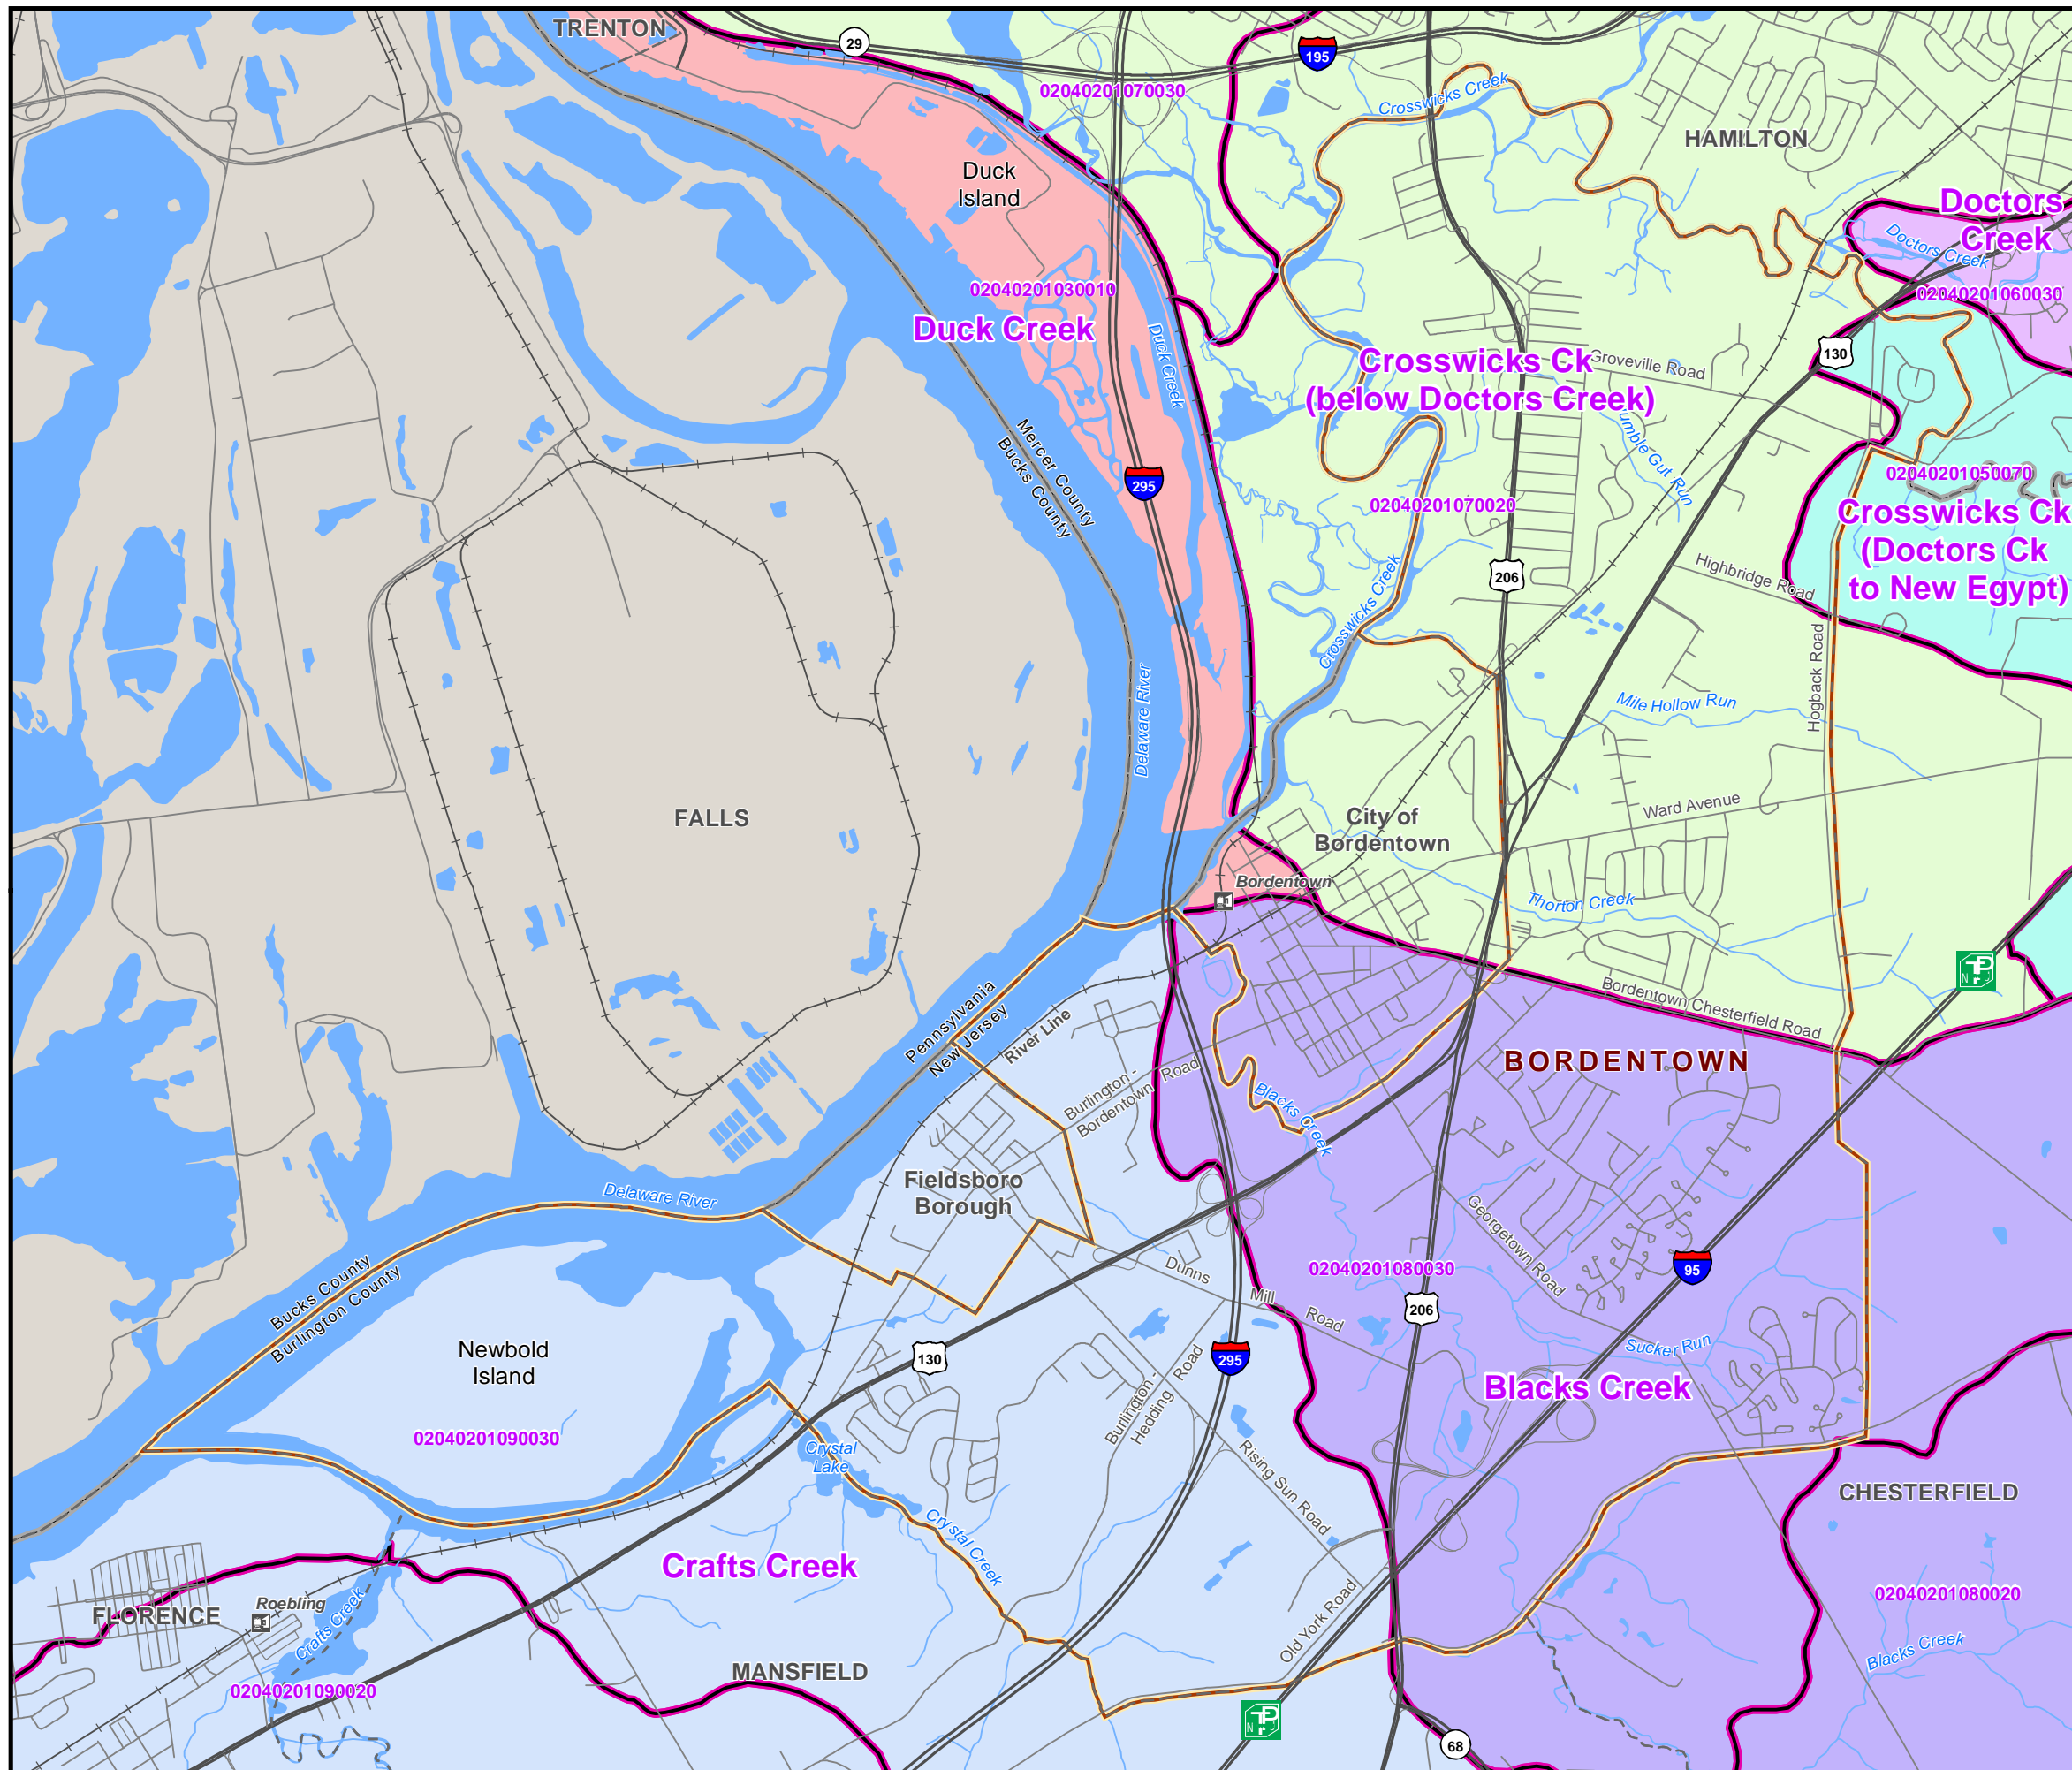 TRENTON
29
195
02040201070030
Crosswicks Creek
HAMILTON
Duck
Island
Doctors
Creek
Doctors Creek
02040201060030
02040201030010
Duck Creek
Duck Creek
130
Crosswicks Ck
(below Doctors Creek)
Groveville Road
Mercer County
Bucks County
295
02040201070020
02040201050070
Crosswicks Ck
(Doctors Ck
to New Egypt)
Highbridge Road
206
Crosswicks Creek
Hogback Road
Mile Hollow Run
Delaware River
FALLS
City of
Bordentown
Ward Avenue
Bordentown
Thorton Creek
Bordentown Chesterfield Road
N TP r
Pennsylvania
New Jersey
River Line
BORDENTOWN
Burlington -
Bordentown Road
Blacks Creek
Fieldsboro
Borough
Delaware River
Georgetown Road
Dunns Mill Road
02040201080030
95
206
Bucks County
Burlington County
Newbold
Island
130
295
Sucker Run
Blacks Creek
Burlington -
Hedding Road
02040201090030
Crystal
Lake
Rising Sun Road
CHESTERFIELD
Crystal Creek
Crafts Creek
Old York Road
02040201080020
FLORENCE
Roebling
Crafts Creek
Blacks Creek
MANSFIELD
02040201090020
N TP r
68